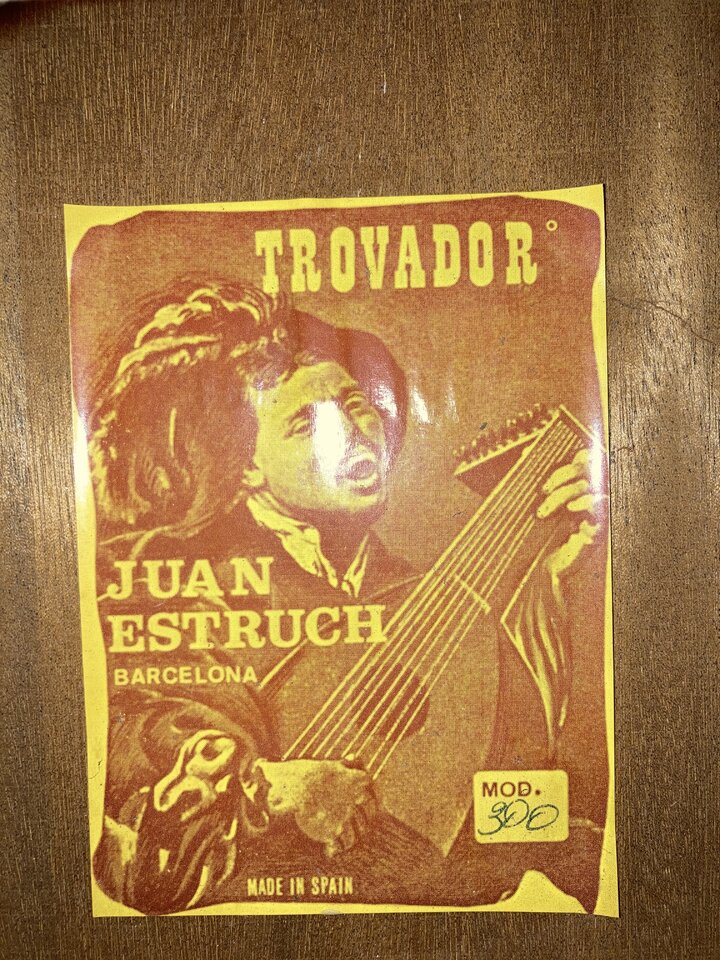 TROVADOR
JUAN
ESTRUCH
BARCELONA
MOD.
300
MADE IN SPAIN